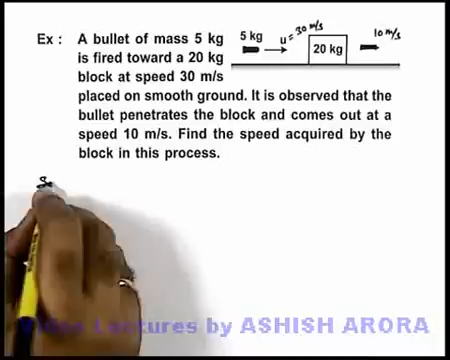 Ex : A bullet of mass 5 kg
is fired toward a 20 kg
block at speed 30 m/s
placed on smooth ground. It is observed that the
bullet penetrates the block and comes out at a
speed 10 m/s. Find the speed acquired by the
block in this process.
5 kg
u = 30 m/s
20 kg
10 m/s
Video Lectures by ASHISH ARORA